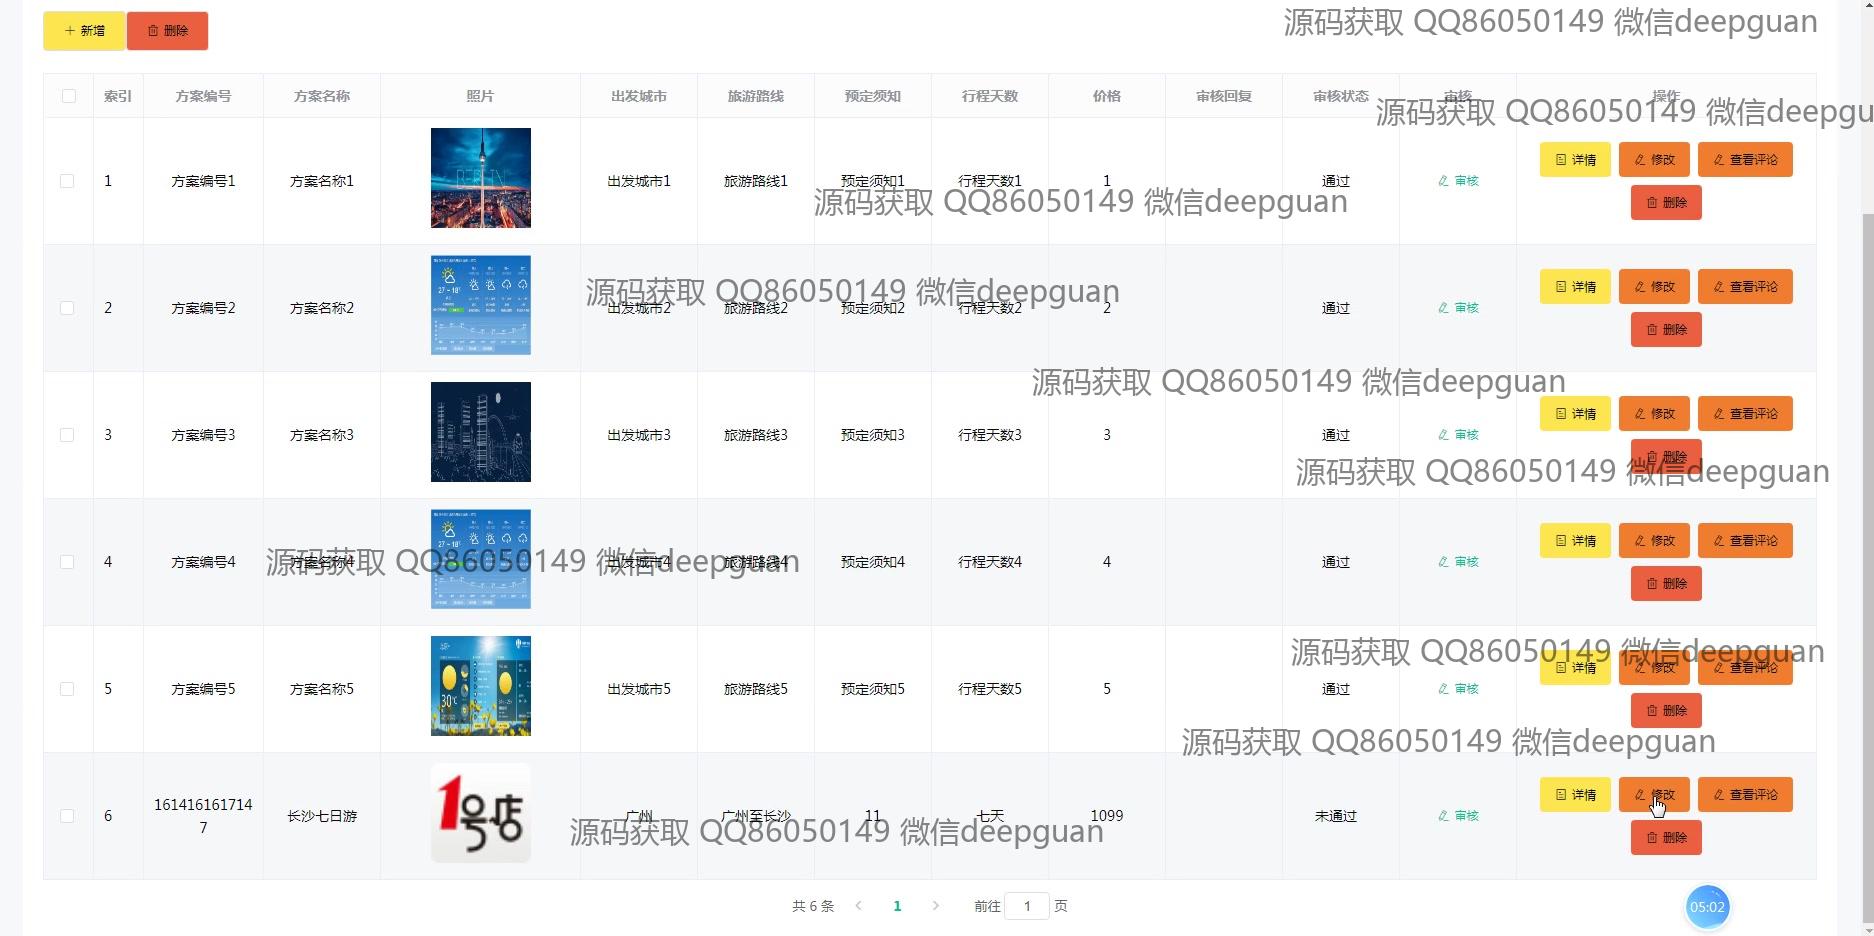 新增 删除
源码获取 QQ86050149 微信deepguan
索引 方案编号 方案名称 照片 出发城市 旅游路线 预定须知 行程天数 价格 审核回复 审核状态 审核 操作
源码获取 QQ86050149 微信deepgu
详情 修改 查看评论
1 方案编号1 方案名称1 BERLIN 出发城市1 旅游路线1 预定须知1 行程天数1 1 通过 审核
删除
源码获取 QQ86050149 微信deepguan
详情 修改 查看评论
源码获取 QQ86050149 微信deepguan
2 方案编号2 方案名称2 27 ~ 18° 出发城市2 旅游路线2 预定须知2 行程天数2 2 通过 审核
删除
源码获取 QQ86050149 微信deepguan
详情 修改 查看评论
3 方案编号3 方案名称3 出发城市3 旅游路线3 预定须知3 行程天数3 3 通过 审核
删除
源码获取 QQ86050149 微信deepguan
详情 修改 查看评论
4 方案编号4 方案名称4 27 ~ 18° 出发城市4 旅游路线4 预定须知4 行程天数4 4 通过 审核
源码获取 QQ86050149 微信deepguan
删除
源码获取 QQ86050149 微信deepguan
详情 修改 查看评论
5 方案编号5 方案名称5 30°C 出发城市5 旅游路线5 预定须知5 行程天数5 5 通过 审核
删除
源码获取 QQ86050149 微信deepguan
详情 修改 查看评论
6 161416161714 长沙七日游 1号店 广州 广州至长沙 11 七天 1099 未通过 审核
7
源码获取 QQ86050149 微信deepguan
删除
共 6 条 1 前往 1 页 05:02